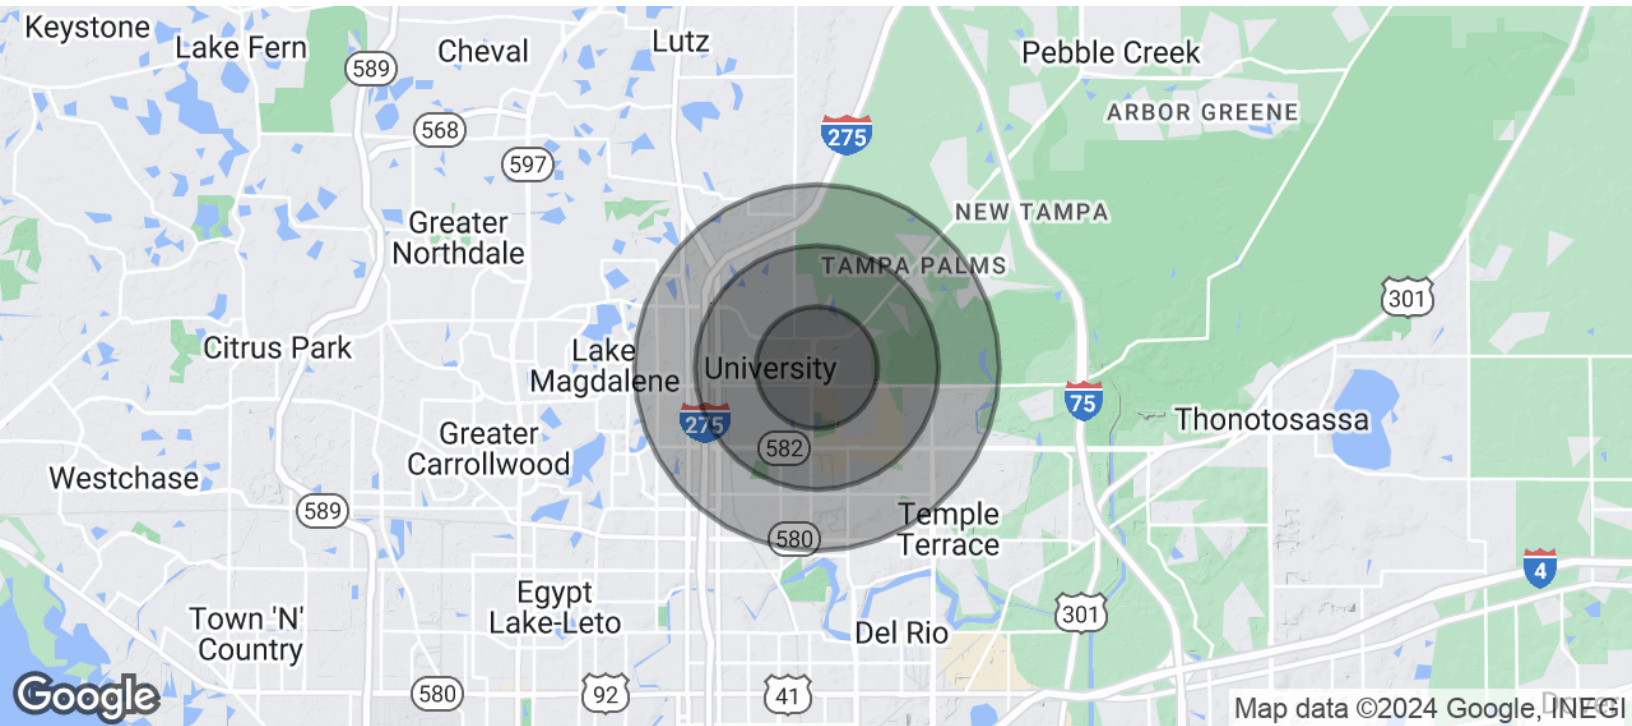 Keystone
Lake Fern
589
Cheval
Lutz
Pebble Creek
ARBOR GREENE
568
275
597
Greater
Northdale
NEW TAMPA
TAMPA PALMS
301
Citrus Park
Lake
Magdalene
University
75
Thonotosassa
275
Greater
Carrollwood
582
Westchase
589
580
Temple
Terrace
4
Egypt
Lake-Leto
Town 'N'
Country
301
Del Rio
Google
580
92
41
Map data ©2024 Google, INEGI